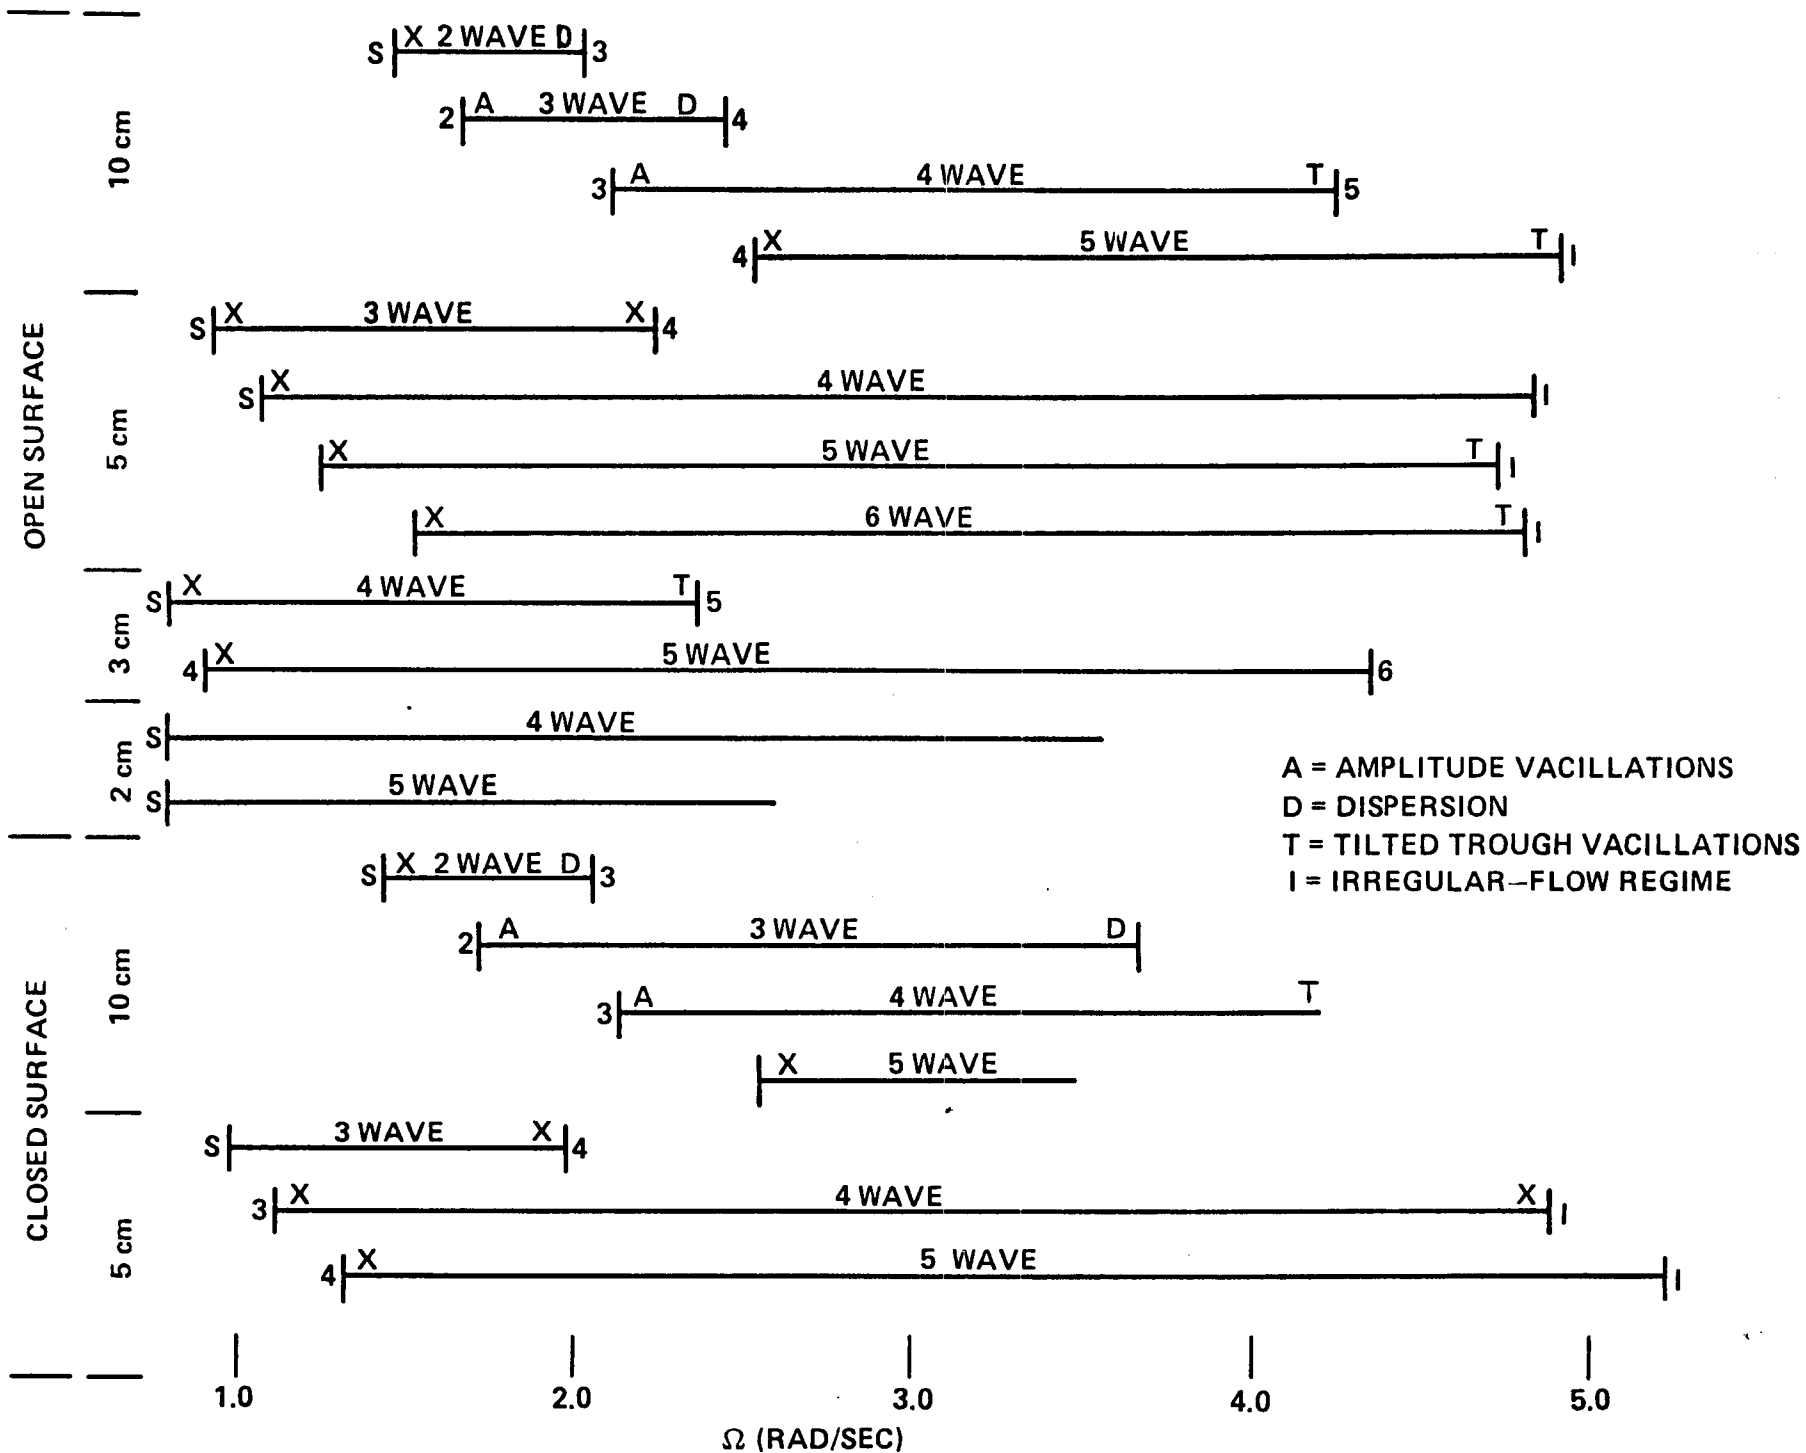 OPEN SURFACE
10 cm
S X 2 WAVE D 3
2 A 3 WAVE D 4
3 A 4 WAVE T 5
4 X 5 WAVE T I
5 cm
S X 3 WAVE X 4
S X 4 WAVE I
X 5 WAVE T I
X 6 WAVE T I
3 cm
S X 4 WAVE T 5
4 X 5 WAVE 6
2 cm
S 4 WAVE
S 5 WAVE
A = AMPLITUDE VACILLATIONS
D = DISPERSION
T = TILTED TROUGH VACILLATIONS
I = IRREGULAR–FLOW REGIME
CLOSED SURFACE
10 cm
S X 2 WAVE D 3
2 A 3 WAVE D
3 A 4 WAVE T
X 5 WAVE
5 cm
S 3 WAVE X 4
3 X 4 WAVE X I
4 X 5 WAVE I
1.0 2.0 3.0 4.0 5.0
Ω (RAD/SEC)